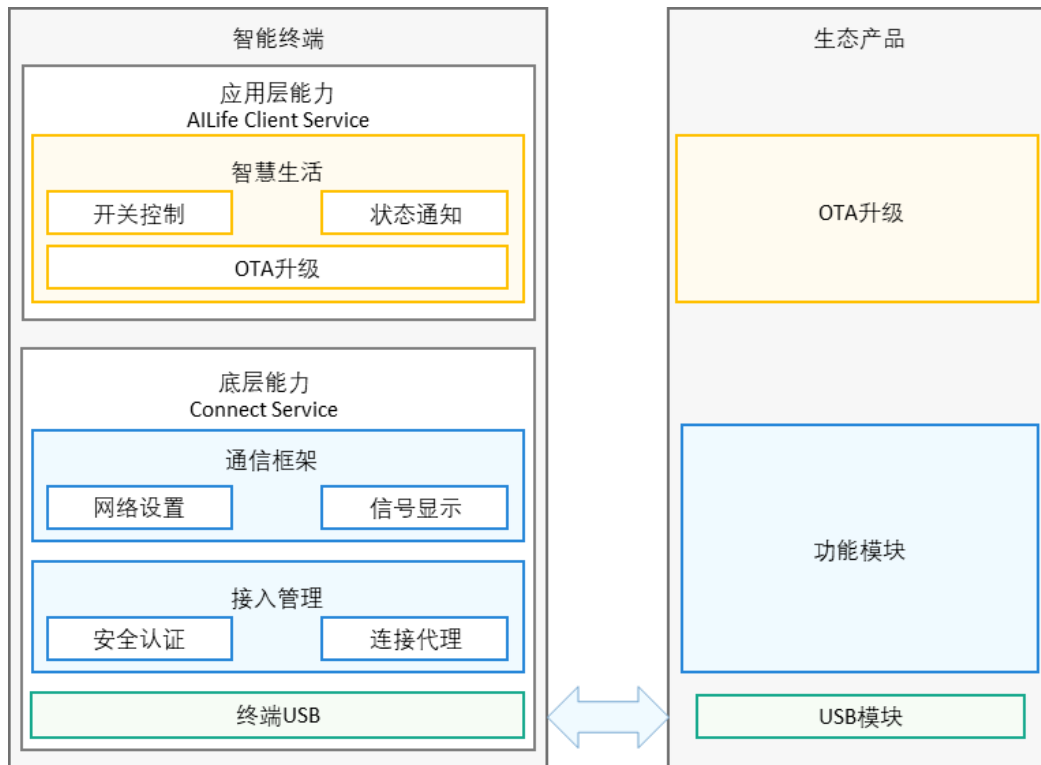 智能终端
应用层能力
AILife Client Service
智慧生活
开关控制
状态通知
OTA升级
底层能力
Connect Service
通信框架
网络设置
信号显示
接入管理
安全认证
连接代理
终端USB
生态产品
OTA升级
功能模块
USB模块